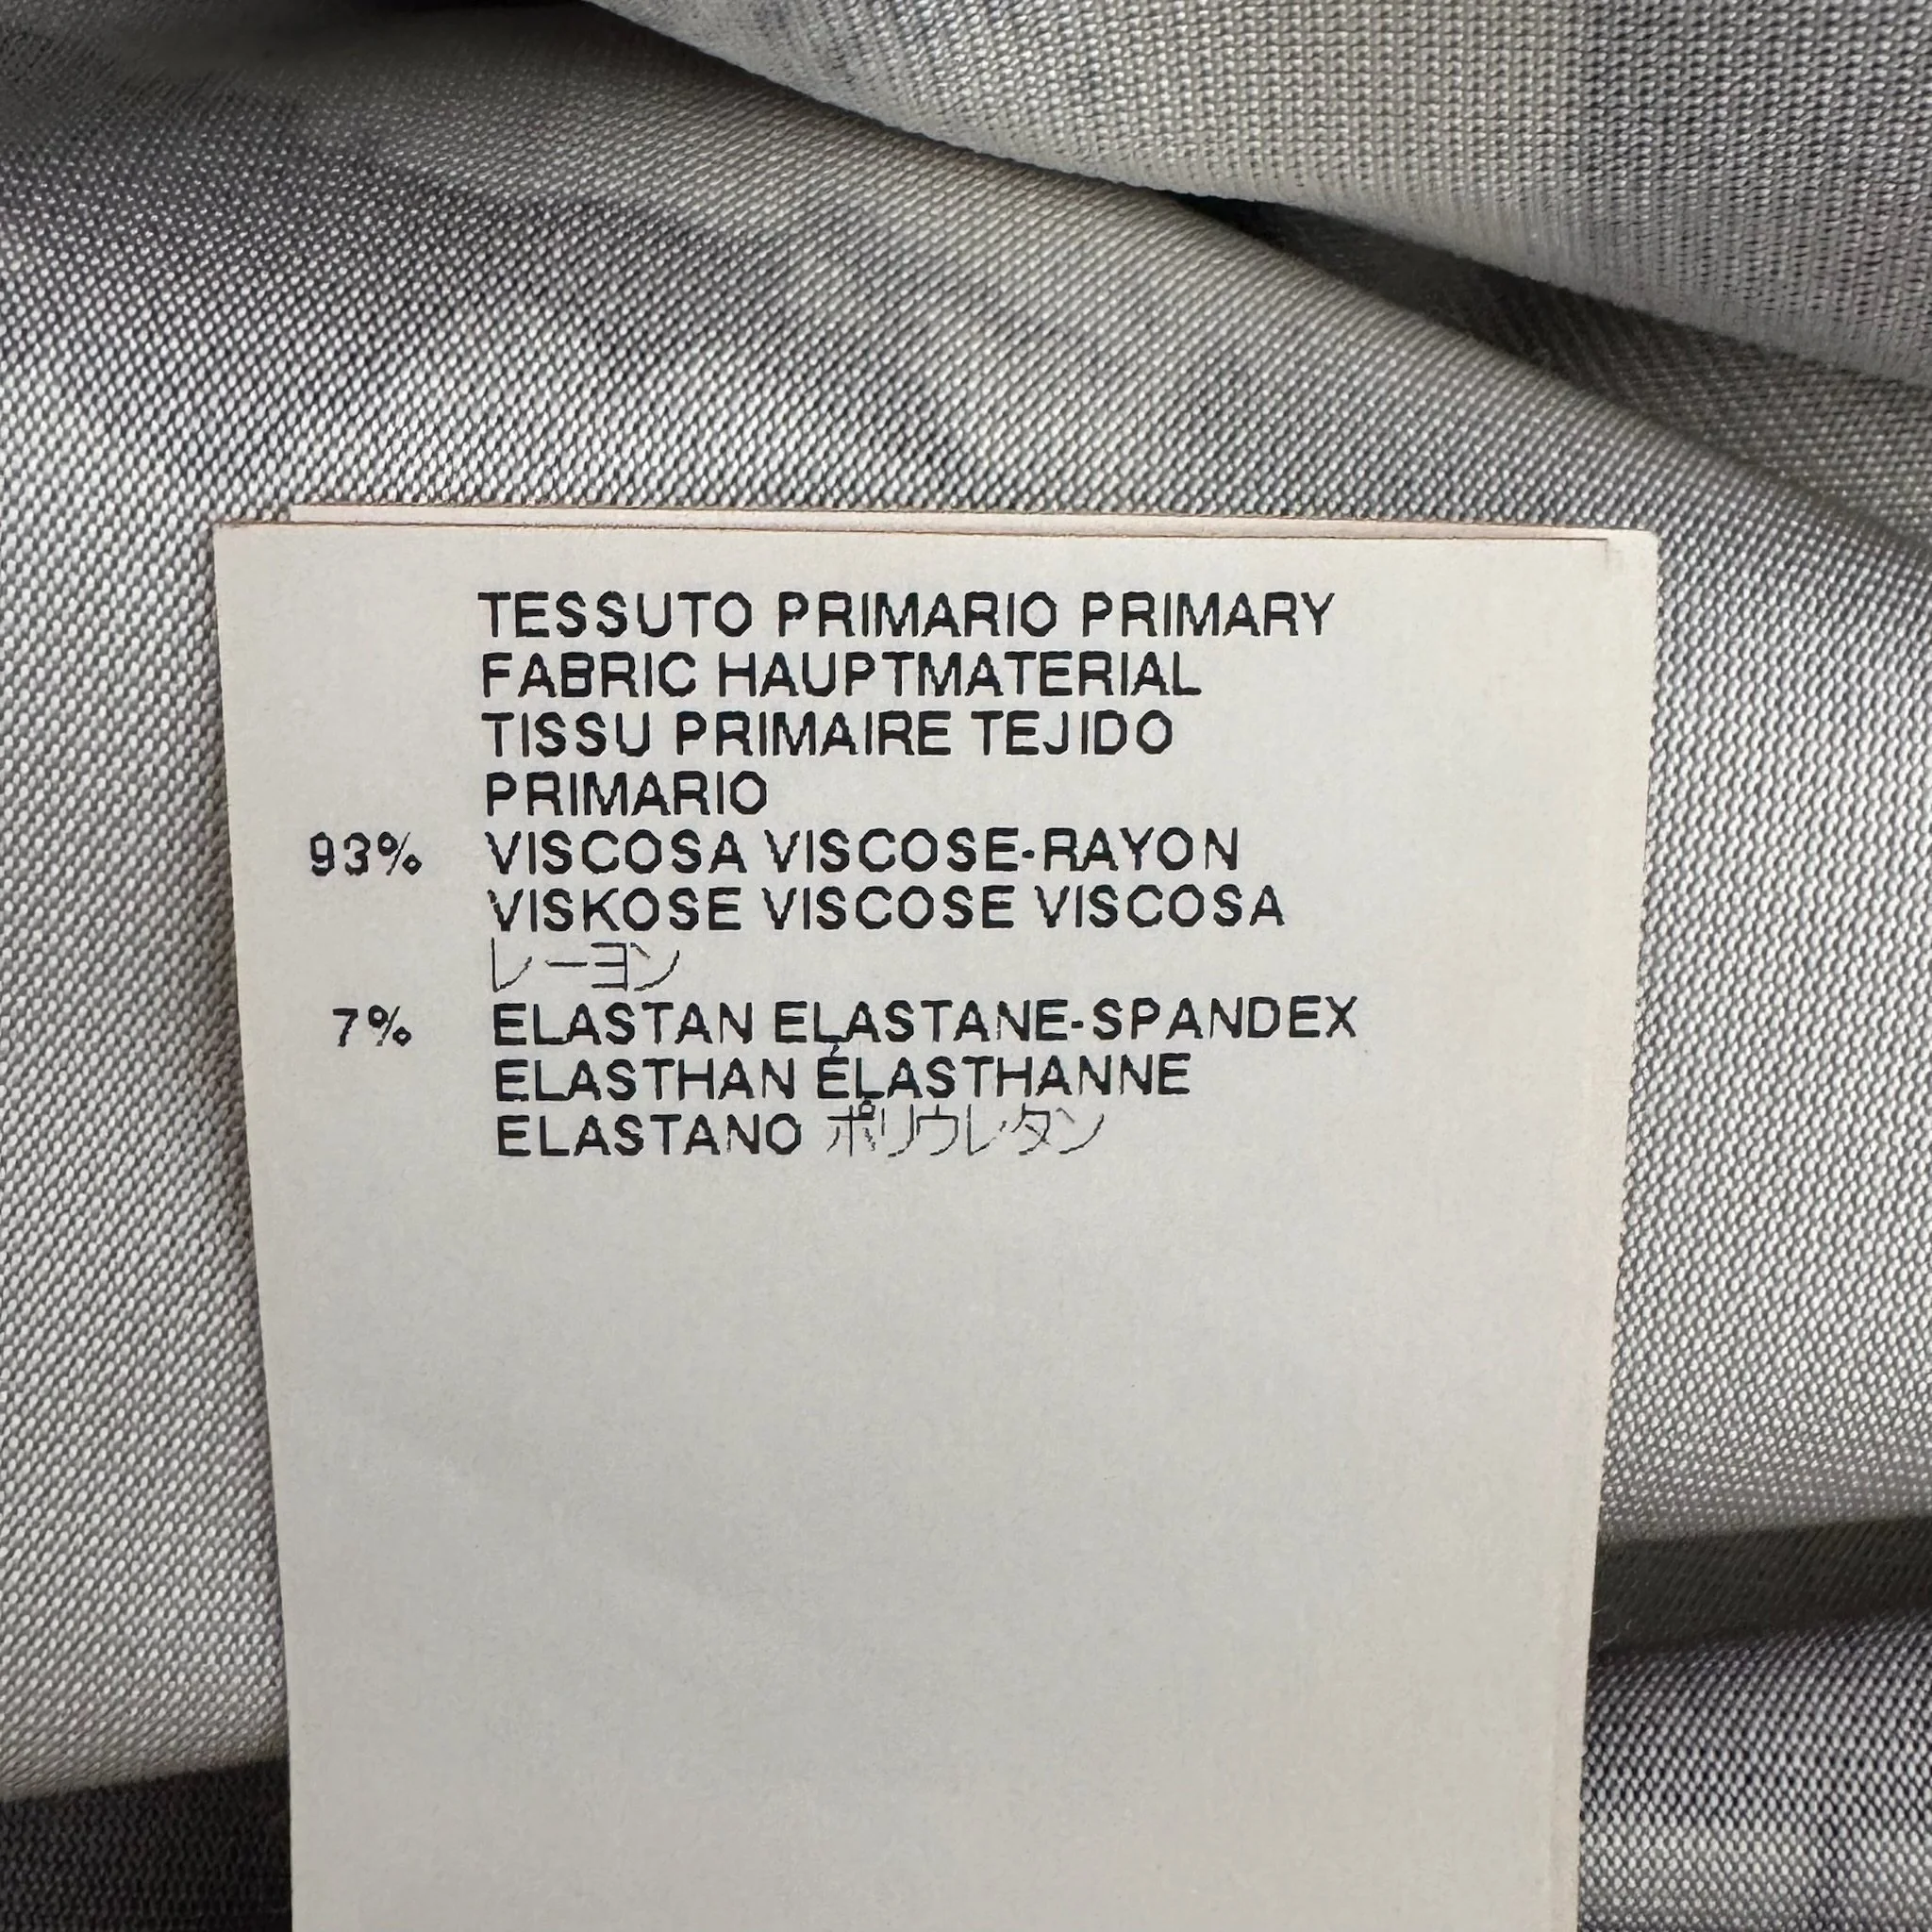 TESSUTO PRIMARIO PRIMARY
FABRIC HAUPTMATERIAL
TISSU PRIMAIRE TEJIDO
PRIMARIO
93% VISCOSA VISCOSE-RAYON
VISKOSE VISCOSE VISCOSA
レーヨン
7% ELASTAN ELASTANE-SPANDEX
ELASTHAN ÉLASTHANNE
ELASTANO ポリウレタン